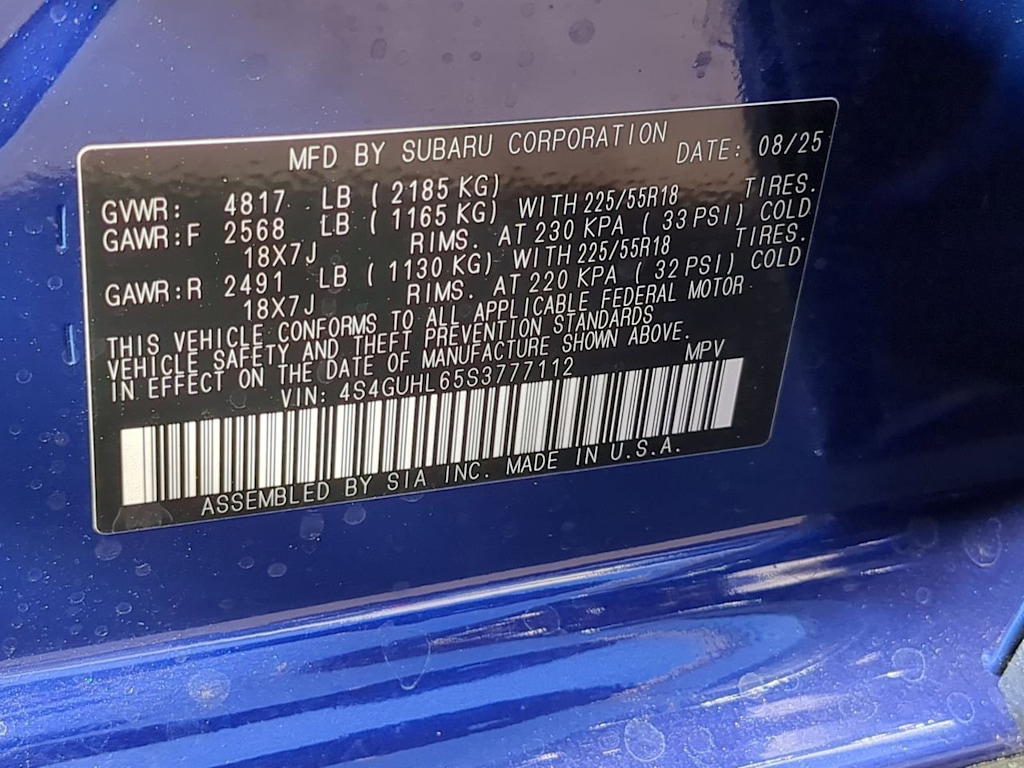 MFD BY SUBARU CORPORATION DATE: 08/25
GVWR: 4817 LB ( 2185 KG)
GAWR:F 2568 LB ( 1165 KG) WITH 225/55R18 TIRES.
18X7J RIMS. AT 230 KPA ( 33 PSI) COLD
GAWR:R 2491 LB ( 1130 KG) WITH 225/55R18 TIRES.
18X7J RIMS. AT 220 KPA ( 32 PSI) COLD
THIS VEHICLE CONFORMS TO ALL APPLICABLE FEDERAL MOTOR
VEHICLE SAFETY AND THEFT PREVENTION STANDARDS
IN EFFECT ON THE DATE OF MANUFACTURE SHOWN ABOVE.
VIN: 4S4GUHL65S3777112 MPV
ASSEMBLED BY SIA INC. MADE IN U.S.A.